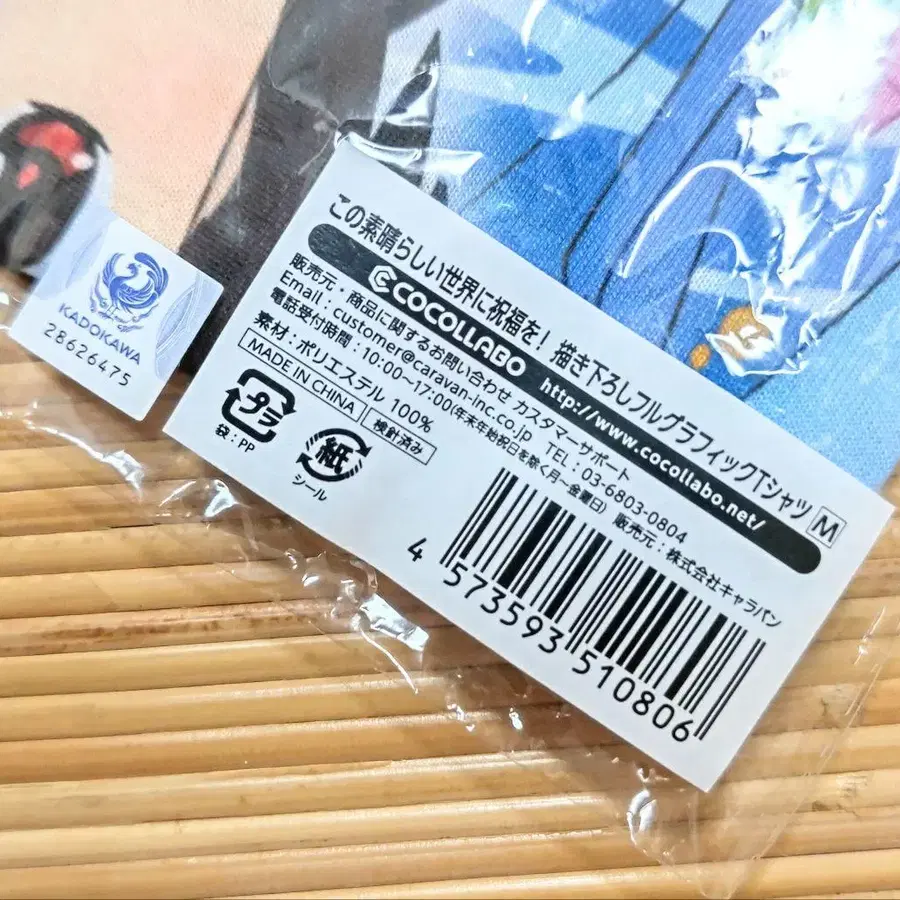 この素晴らしい世界に祝福を！ 描き下ろしフルグラフィックTシャツ M
COCOLLABO http://www.cocollabo.net/
販売元：商品に関するお問い合わせ カスタマーサポート
Email：customer@caravan-inc.co.jp TEL：03-6803-0804
電話受付時間：10:00～17:00(年末年始祝日を除く月～金曜日) 販売元：株式会社キャラバン
素材：ポリエステル 100%
MADE IN CHINA 検針済み
プラ
袋：PP
紙
シール
4 573593 510806
KADOKAWA
28626475